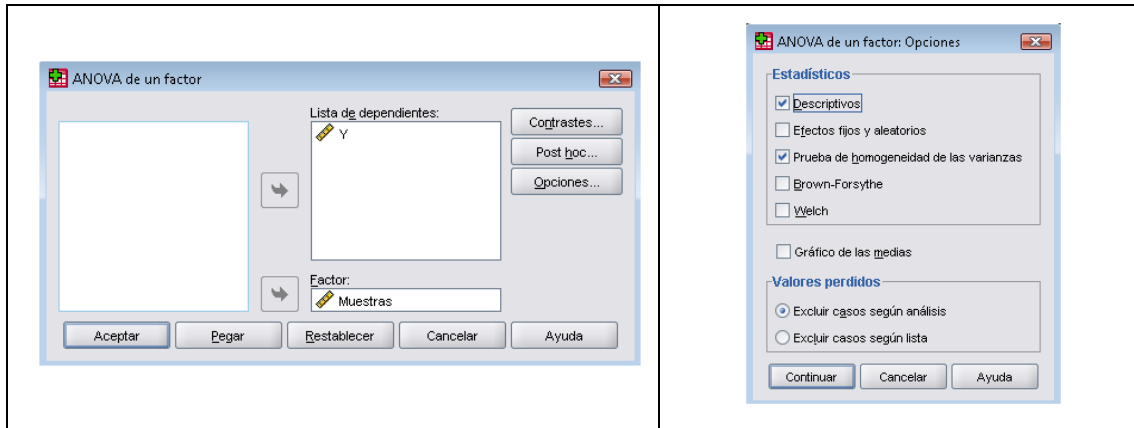 ANOVA de un factor
Lista de dependientes:
Y
Contrastes...
Post hoc...
Opciones...
Factor:
Muestras
Aceptar
Pegar
Restablecer
Cancelar
Ayuda
ANOVA de un factor: Opciones
Estadísticos
Descriptivos
Efectos fijos y aleatorios
Prueba de homogeneidad de las varianzas
Brown-Forsythe
Welch
Gráfico de las medias
Valores perdidos
Excluir casos según análisis
Excluir casos según lista
Continuar
Cancelar
Ayuda